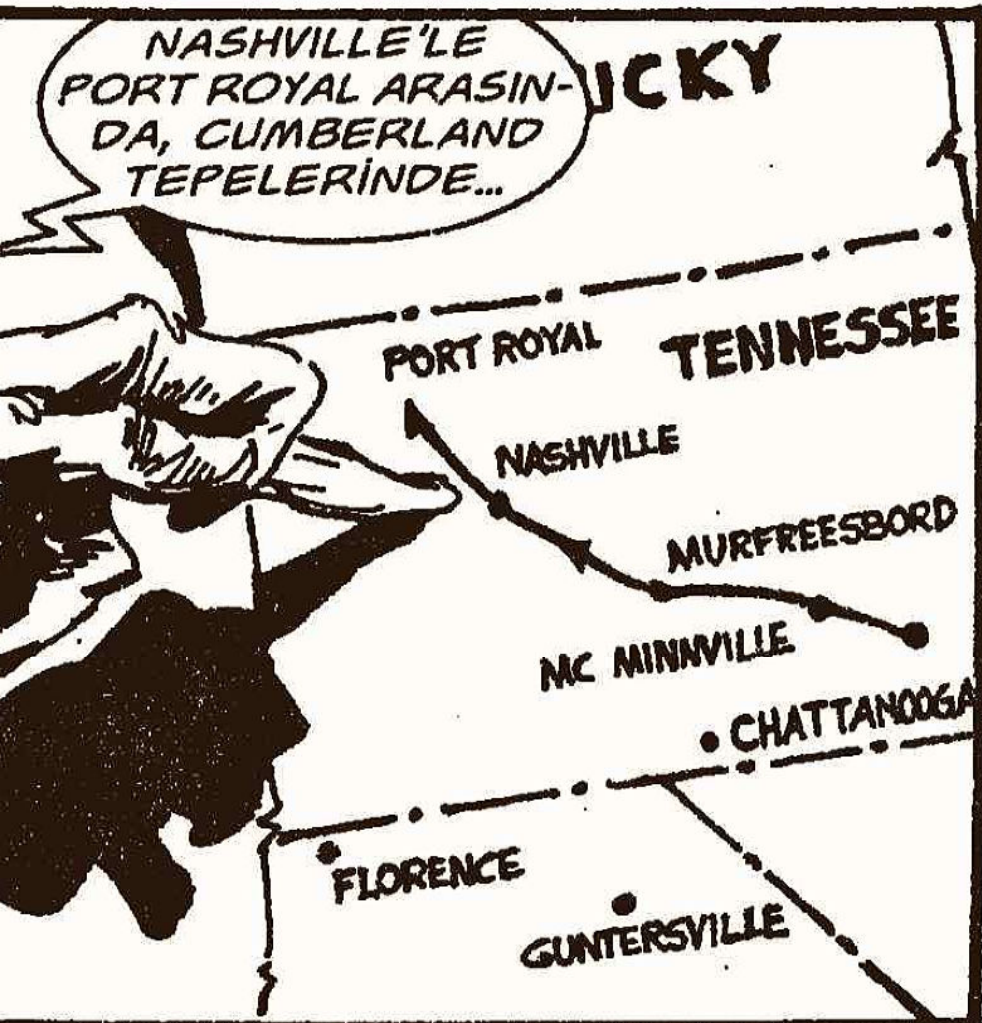 NASHVILLE'LE
PORT ROYAL ARASIN-
DA, CUMBERLAND
TEPELERİNDE...
UCKY
PORT ROYAL
TENNESSEE
NASHVILLE
MURFREESBORD
MC MINNVILLE
CHATTANOOGA
FLORENCE
GUNTERSVILLE